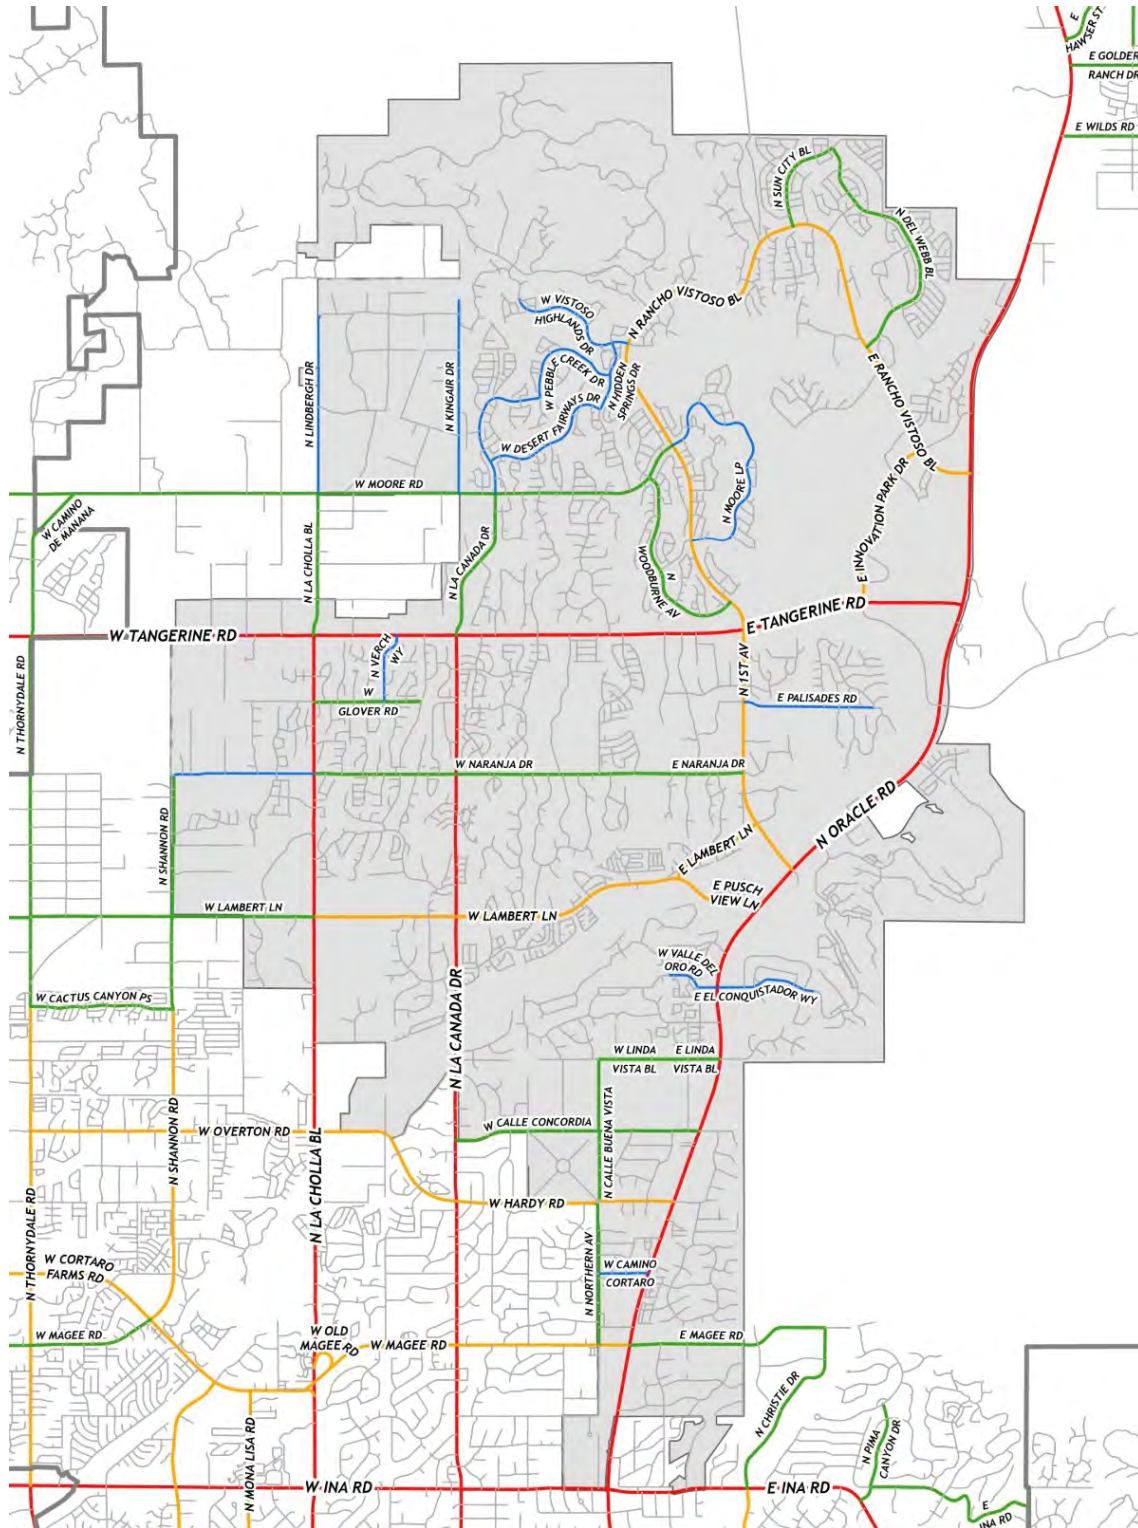 E
HAWSER ST
E GOLDER
RANCH DR
E WILDS RD
N SUN CITY BL
N DEL WEBB BL
N RANCHO VISTOSO BL
W VISTOSO
HIGHLANDS DR
W PEBBLE CREEK DR
N HIDDEN
SPRINGS DR
W DESERT FAIRWAYS DR
E RANCHO VISTOSO BL
N LINDBERGH DR
N KINGAIR DR
W MOORE RD
N MOORE LP
E INNOVATION PARK DR
W CAMINO
DE MANANA
N LA CHOLLA BL
N LA CANADA DR
N
WOODBURNE AV
W TANGERINE RD
E TANGERINE RD
N THORNYDALE RD
N VERCH
WY
W
GLOVER RD
N 1ST AV
E PALISADES RD
W NARANJA DR
E NARANJA DR
N SHANNON RD
N ORACLE RD
E LAMBERT LN
E PUSCH
VIEW LN
W LAMBERT LN
W LAMBERT LN
W VALLE DEL
ORO RD
E EL CONQUISTADOR WY
W CACTUS CANYON PS
N LA CANADA DR
W LINDA
VISTA BL
E LINDA
VISTA BL
N CALLE BUENA VISTA
W CALLE CONCORDIA
W OVERTON RD
N SHANNON RD
N LA CHOLLA BL
N THORNYDALE RD
W HARDY RD
W CORTARO
FARMS RD
N NORTHERN AV
W CAMINO
CORTARO
W MAGEE RD
W OLD
MAGEE RD
W MAGEE RD
E MAGEE RD
N CHRISTIE DR
N PIMA
CANYON DR
N MONA LISA RD
W INA RD
E INA RD
E
INA RD